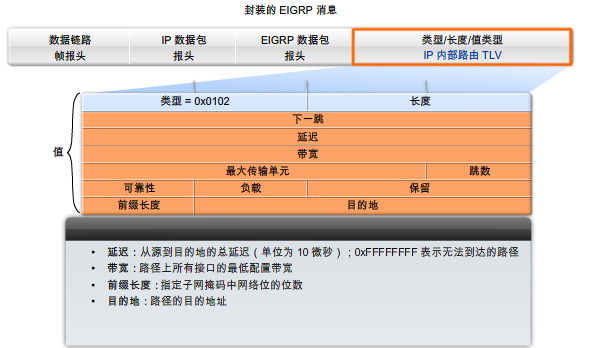 封装的 EIGRP 消息
数据链路 帧报头
IP 数据包 报头
EIGRP 数据包 报头
类型/长度/值类型
IP 内部路由 TLV
值
类型 = 0x0102 长度
下一跳
延迟
带宽
最大传输单元 跳数
可靠性 负载 保留
前缀长度 目的地
• 延迟：从源到目的地的总延迟（单位为 10 微秒）；0xFFFFFFFF 表示无法到达的路径
• 带宽：路径上所有接口的最低配置带宽
• 前缀长度：指定子网掩码中网络位的位数
• 目的地：路径的目的地址